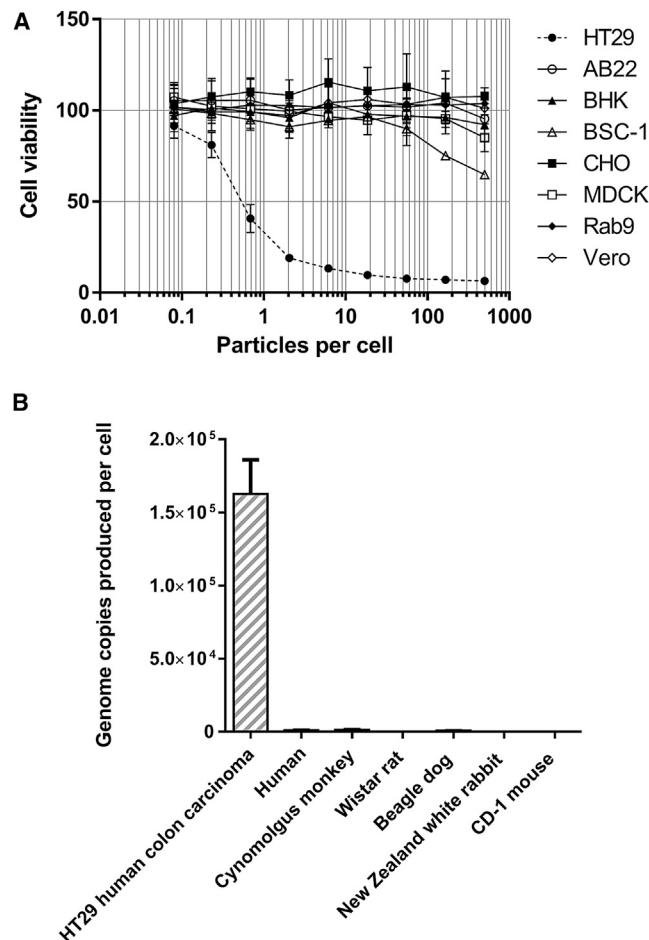 A
Cell viability
150
100
50
0
0.01
0.1
1
10
100
1000
Particles per cell
HT29
AB22
BHK
BSC-1
CHO
MDCK
Rab9
Vero
B
Genome copies produced per cell
2.0×10⁵
1.5×10⁵
1.0×10⁵
5.0×10⁴
0
HT29 human colon carcinoma
Human
Cynomolgus monkey
Wistar rat
Beagle dog
New Zealand white rabbit
CD-1 mouse